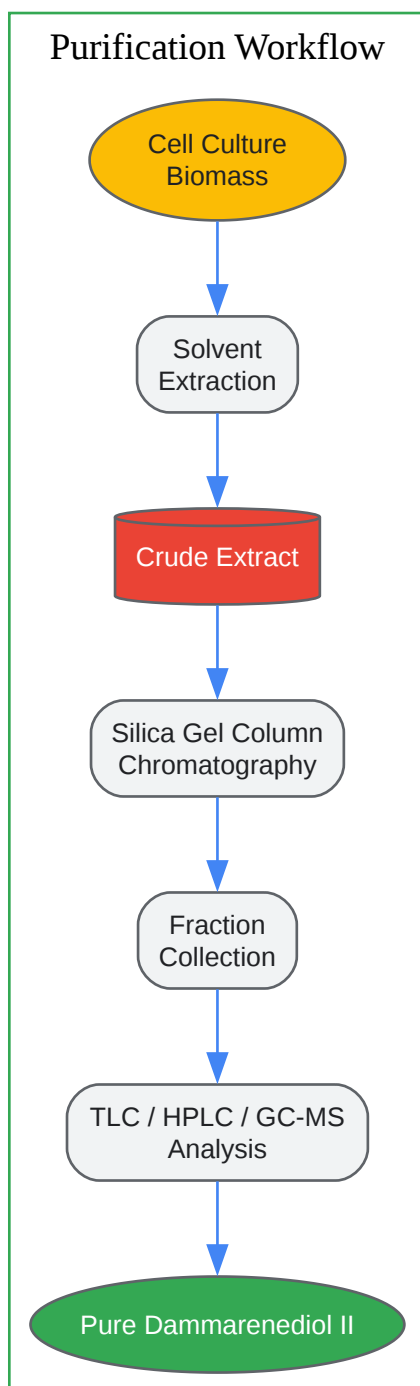 Purification Workflow
Cell Culture
Biomass
Solvent
Extraction
Crude Extract
Silica Gel Column
Chromatography
Fraction
Collection
TLC / HPLC / GC-MS
Analysis
Pure Dammarenediol II